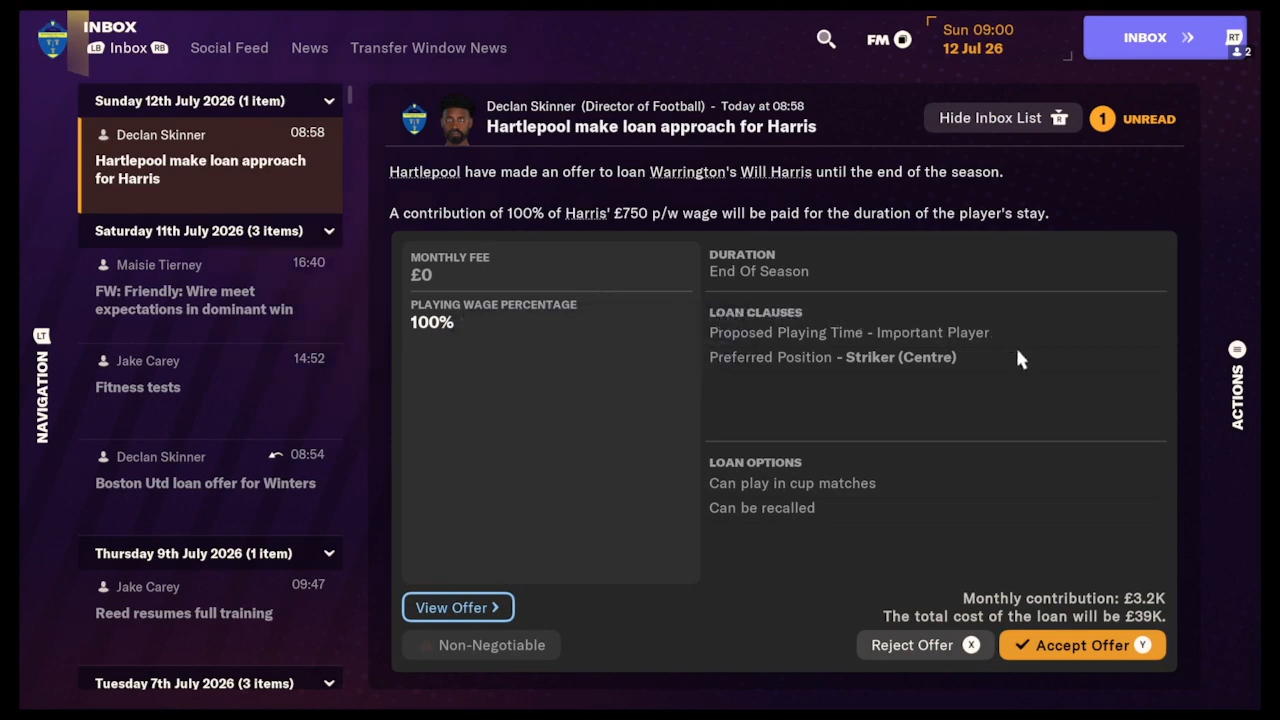 INBOX
LB Inbox RB
Social Feed
News
Transfer Window News
FM
Sun 09:00
12 Jul 26
INBOX
RT
2
Sunday 12th July 2026 (1 item)
Declan Skinner
08:58
Hartlepool make loan approach
for Harris
Saturday 11th July 2026 (3 items)
Maisie Tierney
16:40
FW: Friendly: Wire meet
expectations in dominant win
Jake Carey
14:52
Fitness tests
Declan Skinner
08:54
Boston Utd loan offer for Winters
Thursday 9th July 2026 (1 item)
Jake Carey
09:47
Reed resumes full training
Tuesday 7th July 2026 (3 items)
LT
NAVIGATION
Declan Skinner (Director of Football) - Today at 08:58
Hartlepool make loan approach for Harris
Hide Inbox List R
1 UNREAD
Hartlepool have made an offer to loan Warrington's Will Harris until the end of the season.
A contribution of 100% of Harris' £750 p/w wage will be paid for the duration of the player's stay.
MONTHLY FEE
£0
PLAYING WAGE PERCENTAGE
100%
DURATION
End Of Season
LOAN CLAUSES
Proposed Playing Time - Important Player
Preferred Position - Striker (Centre)
LOAN OPTIONS
Can play in cup matches
Can be recalled
View Offer
Non-Negotiable
Monthly contribution: £3.2K
The total cost of the loan will be £39K.
Reject Offer X
Accept Offer Y
ACTIONS